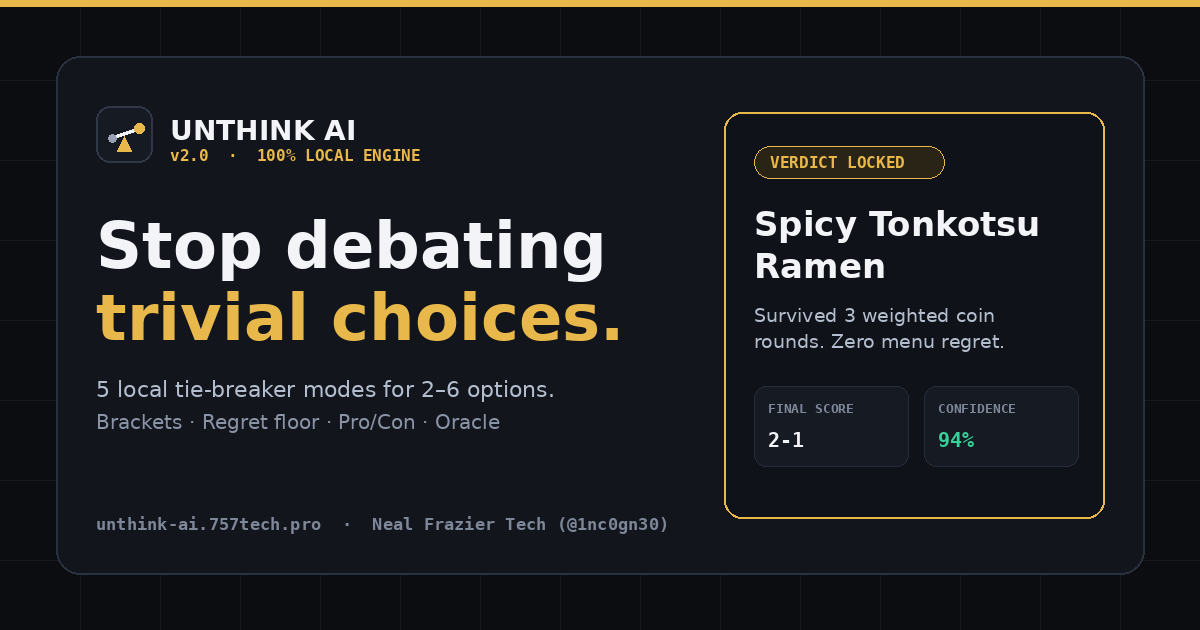 UNTHINK AI
v2.0 · 100% LOCAL ENGINE
Stop debating
trivial choices.
5 local tie-breaker modes for 2–6 options.
Brackets · Regret floor · Pro/Con · Oracle
unthink-ai.757tech.pro · Neal Frazier Tech (@1nc0gn30)
VERDICT LOCKED
Spicy Tonkotsu
Ramen
Survived 3 weighted coin
rounds. Zero menu regret.
FINAL SCORE
2-1
CONFIDENCE
94%